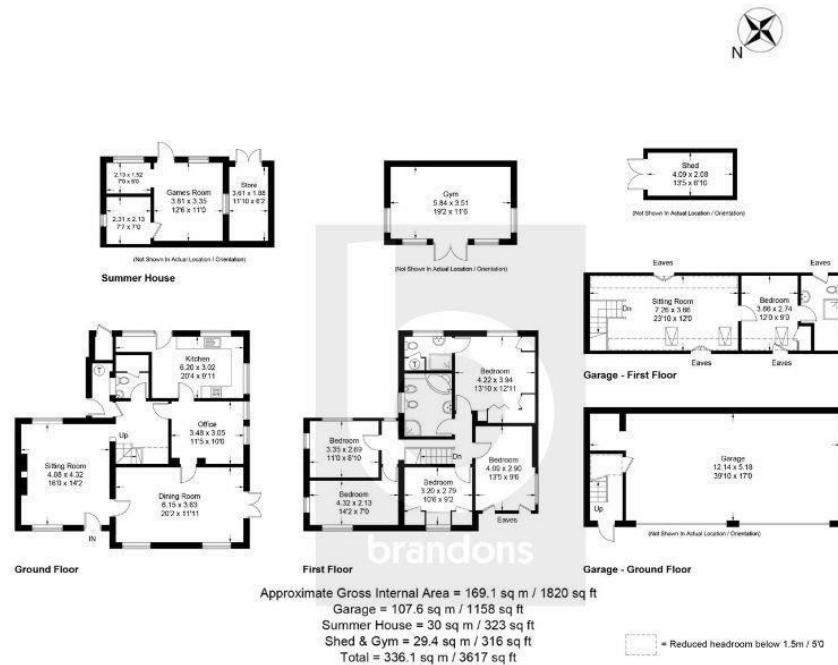 N
2.13 x 1.52
7'0 x 5'0
Games Room
3.81 x 3.35
12'6 x 11'0
Store
3.61 x 1.88
11'10 x 6'2
2.31 x 2.13
7'7 x 7'0
(Not Shown In Actual Location / Orientation)
Summer House
Gym
5.84 x 3.51
19'2 x 11'6
(Not Shown In Actual Location / Orientation)
Shed
4.09 x 2.08
13'5 x 6'10
(Not Shown In Actual Location / Orientation)
Eaves
Eaves
Dn
Sitting Room
7.26 x 3.66
23'10 x 12'0
Bedroom
3.66 x 2.74
12'0 x 9'0
Eaves
Eaves
Garage - First Floor
T
Kitchen
6.20 x 3.02
20'4 x 9'11
Office
3.48 x 3.05
11'5 x 10'0
Up
Sitting Room
4.88 x 4.32
16'0 x 14'2
Dining Room
6.15 x 3.63
20'2 x 11'11
IN
Ground Floor
T
Bedroom
4.22 x 3.94
13'10 x 12'11
Bedroom
3.35 x 2.69
11'0 x 8'10
Dn
Bedroom
4.09 x 2.90
13'5 x 9'6
Bedroom
3.20 x 2.79
10'6 x 9'2
Bedroom
4.32 x 2.13
14'2 x 7'0
Eaves
First Floor
brandons
Garage
12.14 x 5.18
39'10 x 17'0
Up
(Not Shown In Actual Location / Orientation)
Garage - Ground Floor
Approximate Gross Internal Area = 169.1 sq m / 1820 sq ft
Garage = 107.6 sq m / 1158 sq ft
Summer House = 30 sq m / 323 sq ft
Shed & Gym = 29.4 sq m / 316 sq ft
Total = 336.1 sq m / 3617 sq ft
= Reduced headroom below 1.5m / 5'0